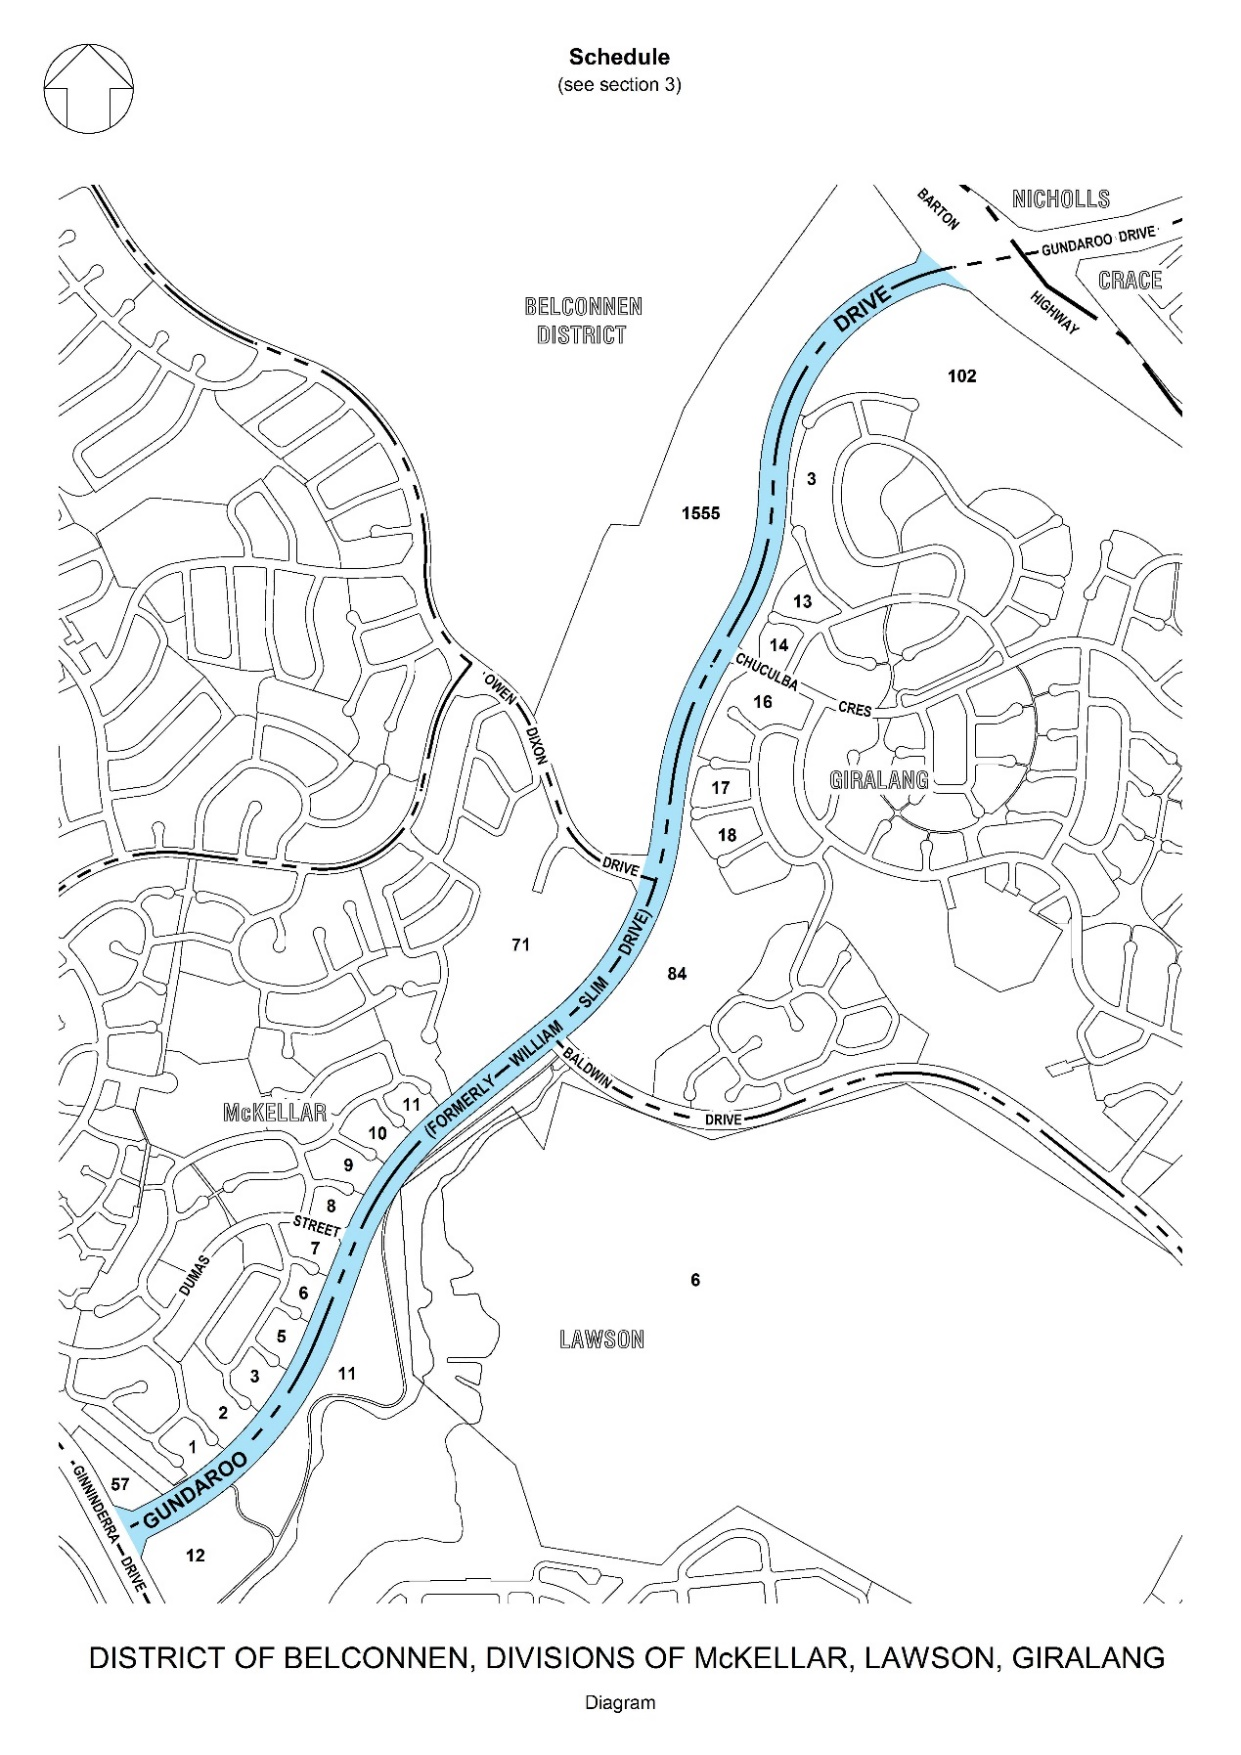 Schedule
(see section 3)
BARTON
NICHOLLS
GUNDAROO DRIVE
CRACE
HIGHWAY
BELCONNEN
DISTRICT
DRIVE
102
3
1555
13
14
CHUCULBA
CRES
16
OWEN
DIXON
DRIVE
GIRALANG
17
18
71
84
(FORMERLY WILLIAM SLIM DRIVE)
BALDWIN
DRIVE
McKELLAR
11
10
9
8
STREET
7
DUMAS
6
6
5
LAWSON
3
11
2
1
57
GUNDAROO
GINNINDERRA DRIVE
12
DISTRICT OF BELCONNEN, DIVISIONS OF McKELLAR, LAWSON, GIRALANG
Diagram